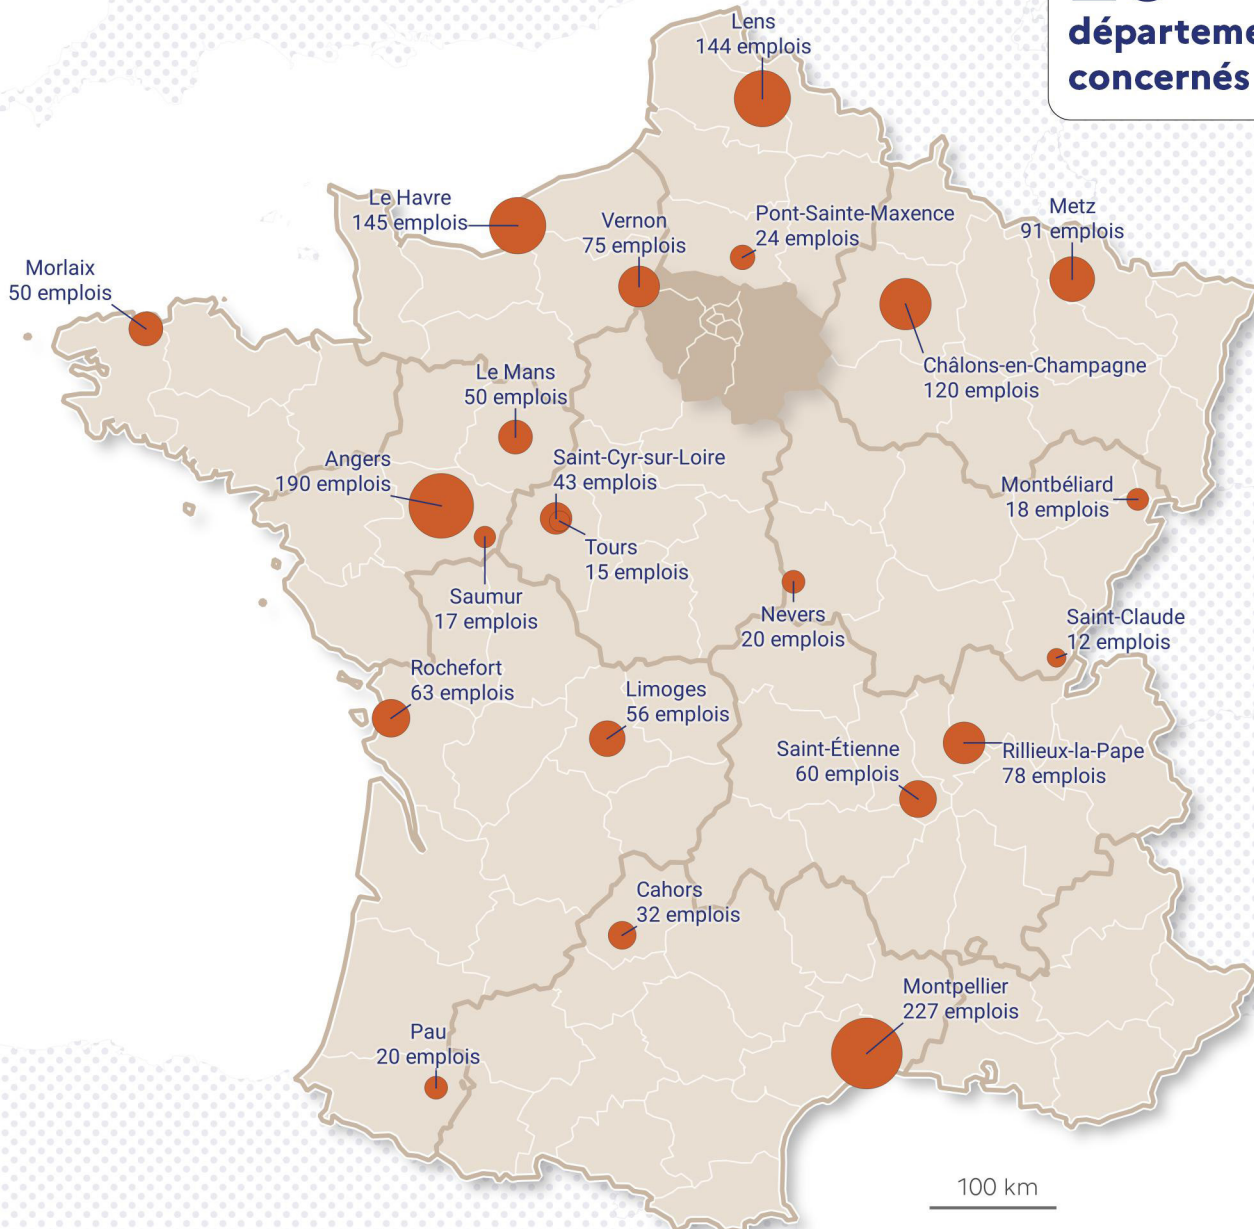 départeme
concernés
Lens
144 emplois
Le Havre
145 emplois
Vernon
75 emplois
Pont-Sainte-Maxence
24 emplois
Metz
91 emplois
Morlaix
50 emplois
Châlons-en-Champagne
120 emplois
Le Mans
50 emplois
Angers
190 emplois
Saint-Cyr-sur-Loire
43 emplois
Montbéliard
18 emplois
Tours
15 emplois
Saumur
17 emplois
Nevers
20 emplois
Saint-Claude
12 emplois
Rochefort
63 emplois
Limoges
56 emplois
Saint-Étienne
60 emplois
Rillieux-la-Pape
78 emplois
Cahors
32 emplois
Montpellier
227 emplois
Pau
20 emplois
100 km